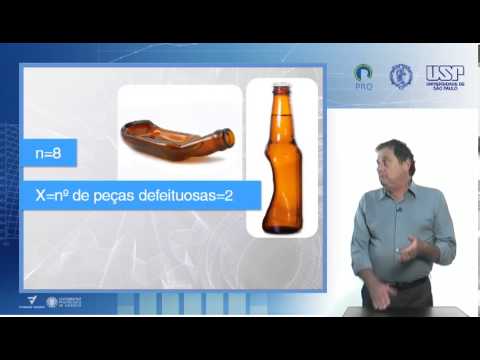 n=8
X=nº de peças defeituosas=2
PRO
USP
UNIVERSIDADE DE
SÃO PAULO